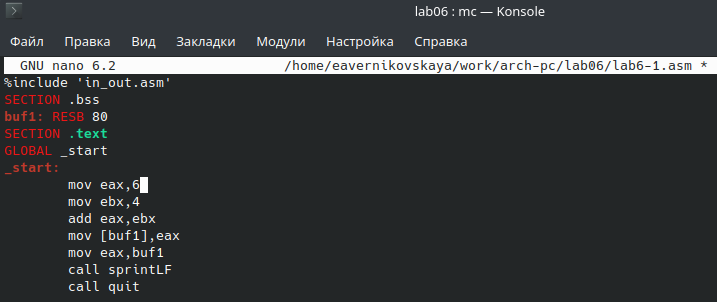 lab06 : mc — Konsole
Файл Правка Вид Закладки Модули Настройка Справка
GNU nano 6.2 /home/eavernikovskaya/work/arch-pc/lab06/lab6-1.asm *
%include 'in_out.asm'
SECTION .bss
buf1: RESB 80
SECTION .text
GLOBAL _start
_start:
mov eax,6
mov ebx,4
add eax,ebx
mov [buf1],eax
mov eax,buf1
call sprintLF
call quit